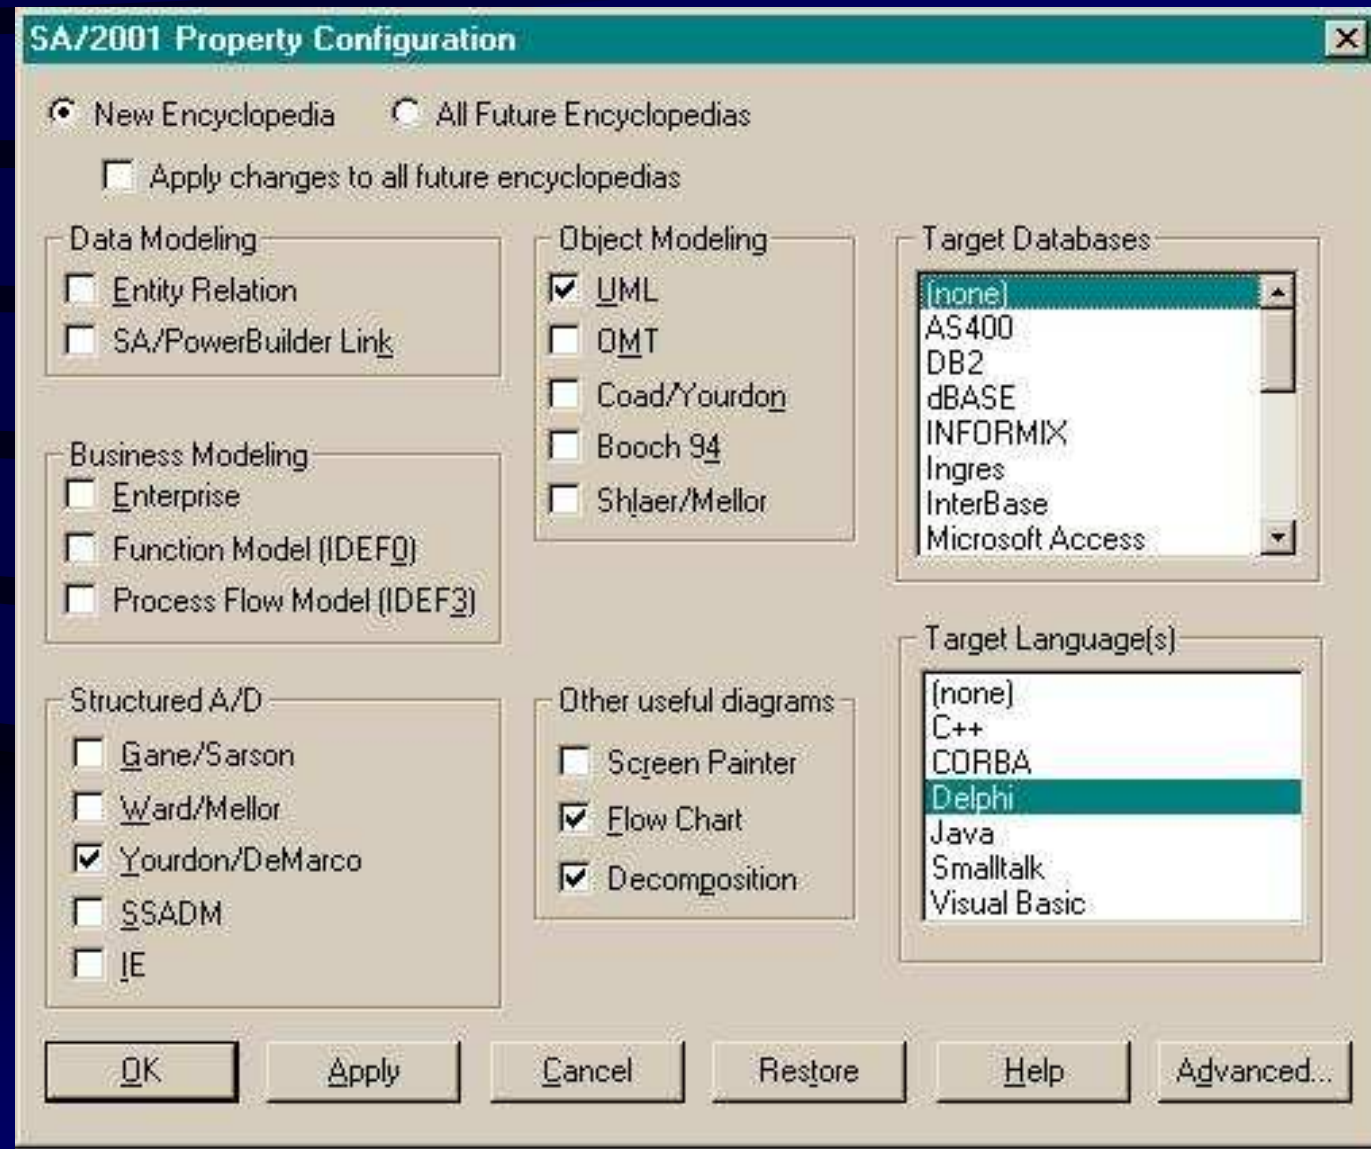 SA/2001 Property Configuration
New Encyclopedia
All Future Encyclopedias
Apply changes to all future encyclopedias
Data Modeling
Entity Relation
SA/PowerBuilder Link
Business Modeling
Enterprise
Function Model (IDEF0)
Process Flow Model (IDEF3)
Structured A/D
Gane/Sarson
Ward/Mellor
Yourdon/DeMarco
SSADM
IE
Object Modeling
UML
OMT
Coad/Yourdon
Booch 94
Shlaer/Mellor
Other useful diagrams
Screen Painter
Flow Chart
Decomposition
Target Databases
(none)
AS400
DB2
dBASE
INFORMIX
Ingres
InterBase
Microsoft Access
Target Language(s)
(none)
C++
CORBA
Delphi
Java
Smalltalk
Visual Basic
OK
Apply
Cancel
Restore
Help
Advanced...